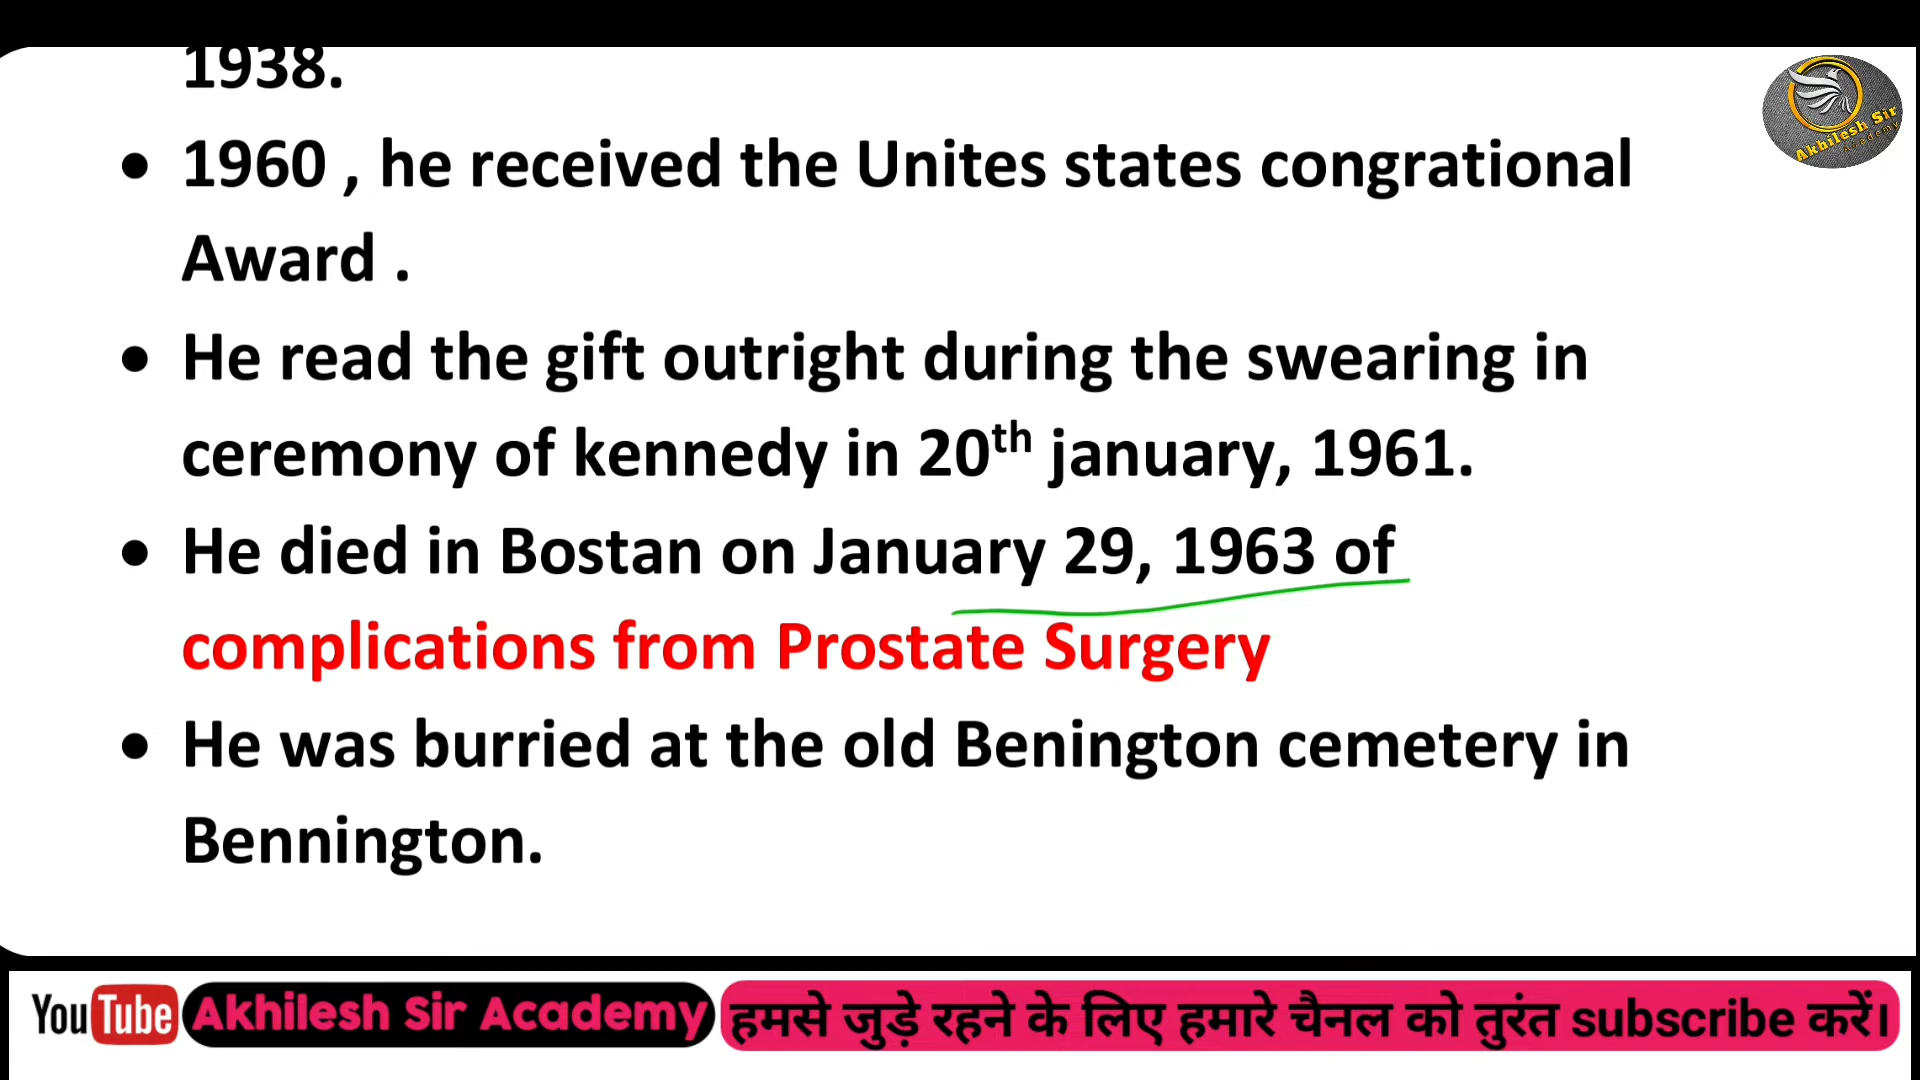 1938.
Akhilesh Sir
Academy
• 1960 , he received the Unites states congrational
Award .
• He read the gift outright during the swearing in
ceremony of kennedy in 20th january, 1961.
• He died in Bostan on January 29, 1963 of
complications from Prostate Surgery
• He was burried at the old Benington cemetery in
Bennington.
YouTube Akhilesh Sir Academy हमसे जुड़े रहने के लिए हमारे चैनल को तुरंत subscribe करें।